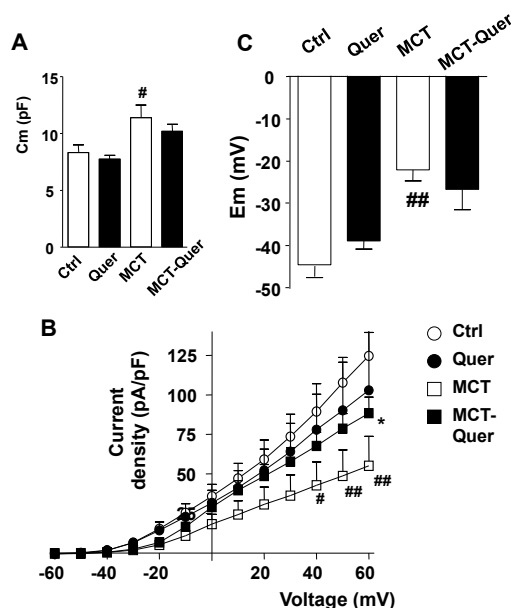 A
Cm (pF)
15
10
5
0
#
Ctrl
Quer
MCT
MCT-Quer
C
Ctrl
Quer
MCT
MCT-Quer
Em (mV)
0
-10
-20
-30
-40
-50
##
B
Current
density (pA/pF)
125
100
75
50
25
-60
-40
-20
20
40
60
Voltage (mV)
*
#
##
##
Ctrl
Quer
MCT
MCT-
Quer